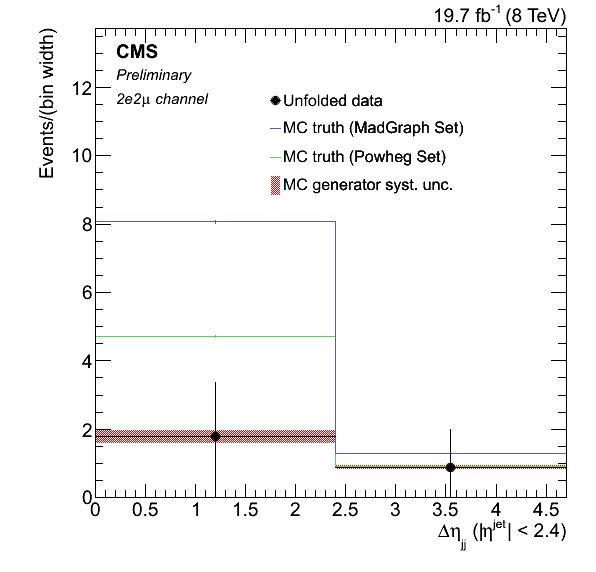 19.7 fb⁻¹ (8 TeV)
CMS
Preliminary
2e2μ channel
Unfolded data
MC truth (MadGraph Set)
MC truth (Powheg Set)
MC generator syst. unc.
Events/(bin width)
12
10
8
6
4
2
0
0 0.5 1 1.5 2 2.5 3 3.5 4 4.5
Δη_jj (|η^jet| < 2.4)